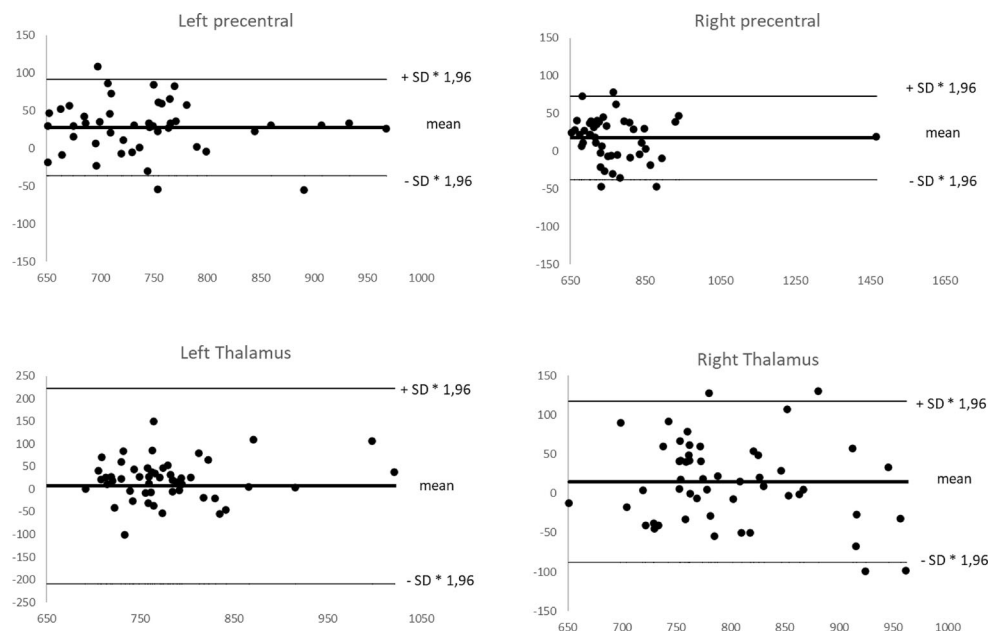 Left precentral
150
100
50
0
-50
-100
-150
650 700 750 800 850 900 950 1000
+ SD * 1,96
mean
- SD * 1,96
Right precentral
150
100
50
0
-50
-100
-150
650 850 1050 1250 1450 1650
+ SD * 1,96
mean
- SD * 1,96
Left Thalamus
250
200
150
100
50
0
-50
-100
-150
-200
-250
650 750 850 950 1050
+ SD * 1,96
mean
- SD * 1,96
Right Thalamus
150
100
50
0
-50
-100
-150
650 700 750 800 850 900 950 1000
+ SD * 1,96
mean
- SD * 1,96